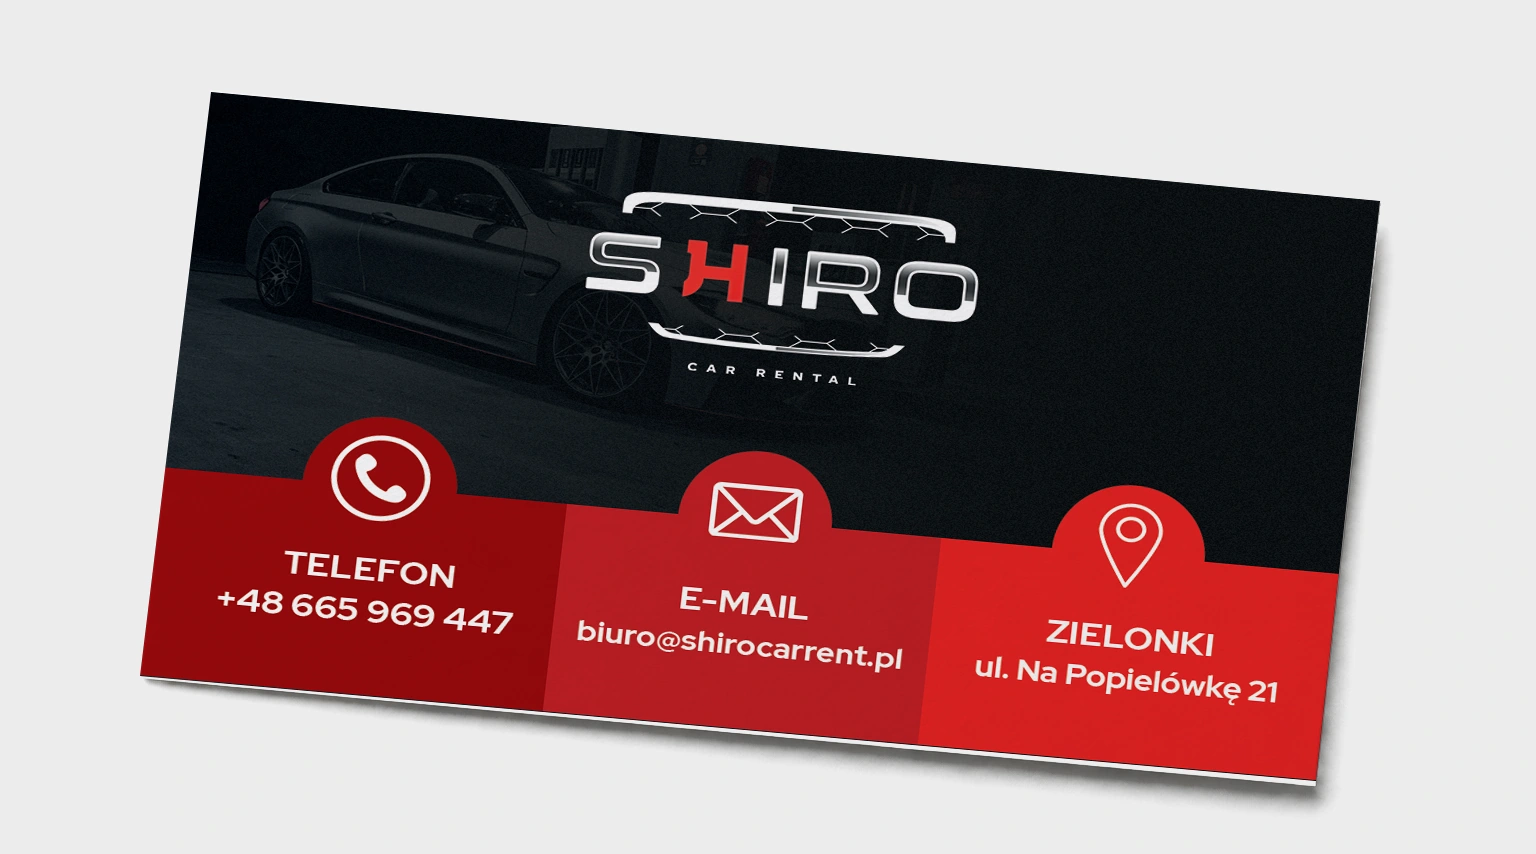 SHIRO
CAR RENTAL
TELEFON
+48 665 969 447
E-MAIL
biuro@shirocarrent.pl
ZIELONKI
ul. Na Popielówkę 21